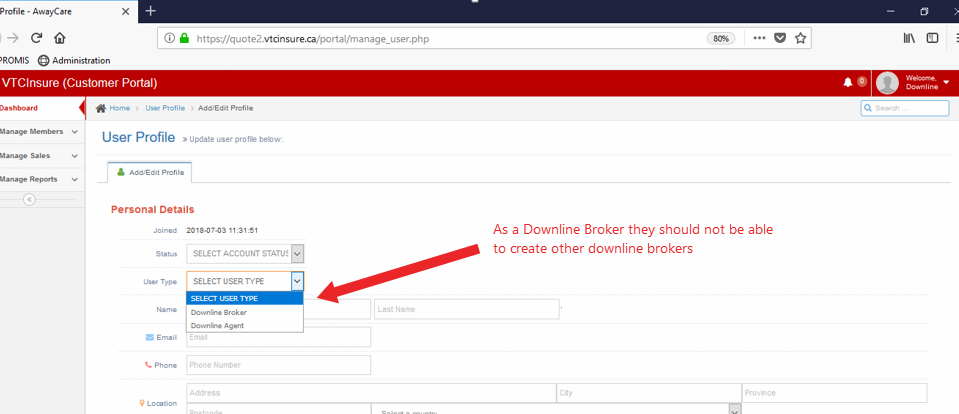 Profile - AwayCare
https://quote2.vtcinsure.ca/portal/manage_user.php
80%
PROMIS Administration
VTCInsure (Customer Portal)
0
Welcome,
Downline
Dashboard
Home > User Profile > Add/Edit Profile
Search ...
Manage Members
User Profile » Update user profile below:
Manage Sales
Add/Edit Profile
Manage Reports
Personal Details
Joined 2018-07-03 11:31:51
As a Downline Broker they should not be able
to create other downline brokers
Status SELECT ACCOUNT STATUS
User Type SELECT USER TYPE
SELECT USER TYPE
Downline Broker
Downline Agent
Name Last Name
Email Email
Phone Phone Number
Location Address City Province
Postcode Select a country